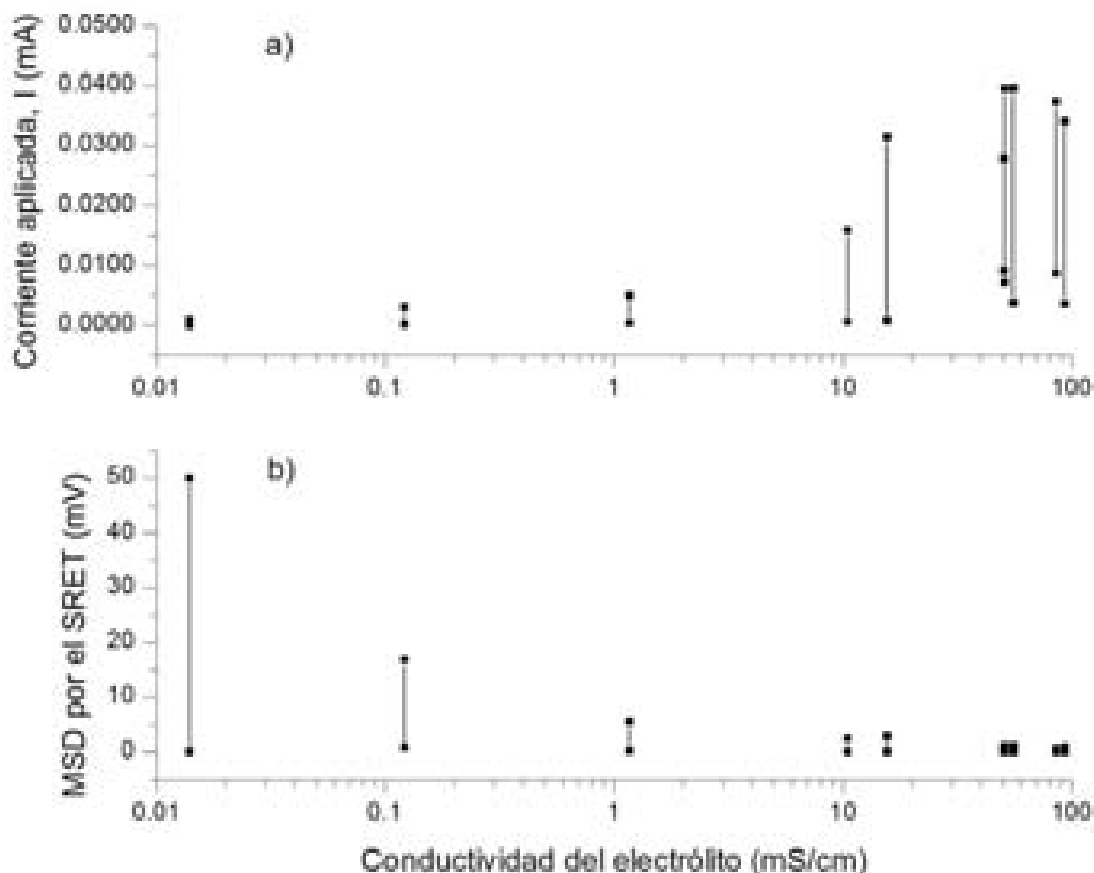 a)
Corriente aplicada, I (mA)
0.0500
0.0400
0.0300
0.0200
0.0100
0.0000
0.01 0.1 1 10 100
b)
MSD por el SRET (mV)
50
40
30
20
10
0
0.01 0.1 1 10 100
Conductividad del electrólito (mS/cm)